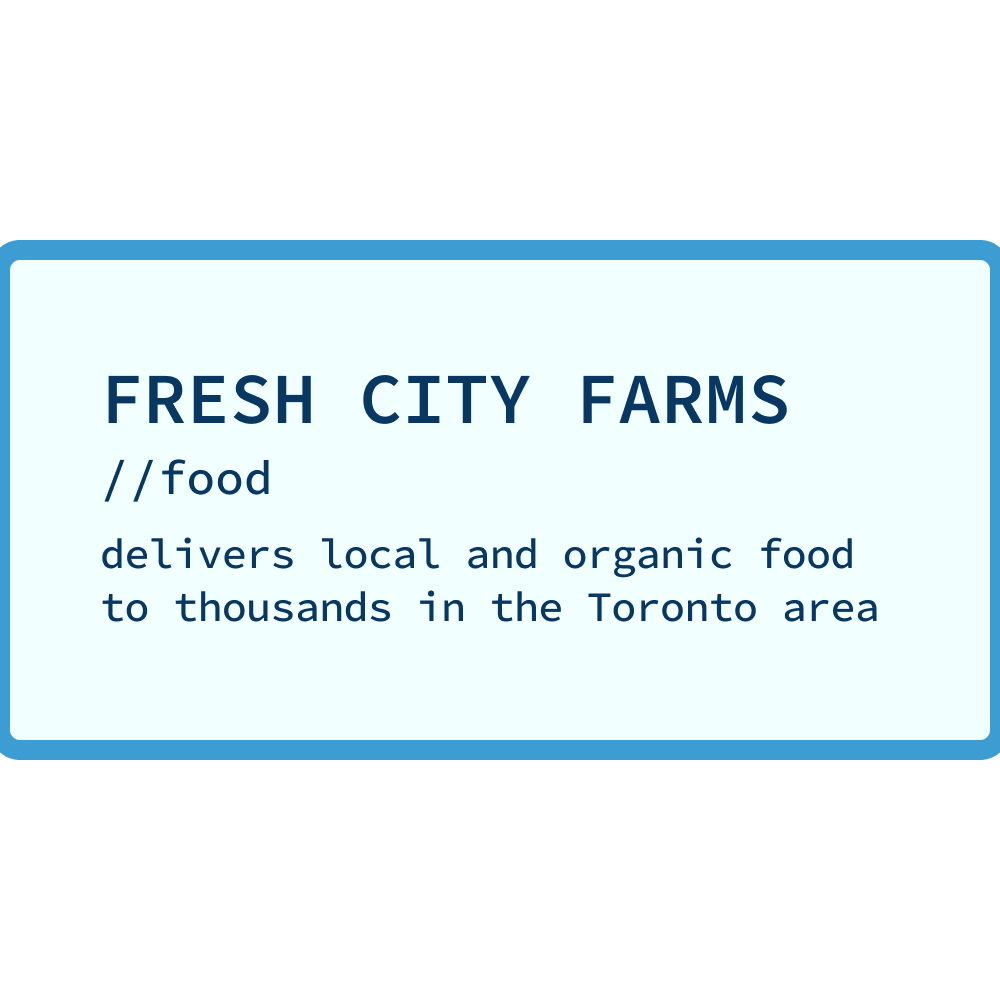 FRESH CITY FARMS
//food
delivers local and organic food
to thousands in the Toronto area